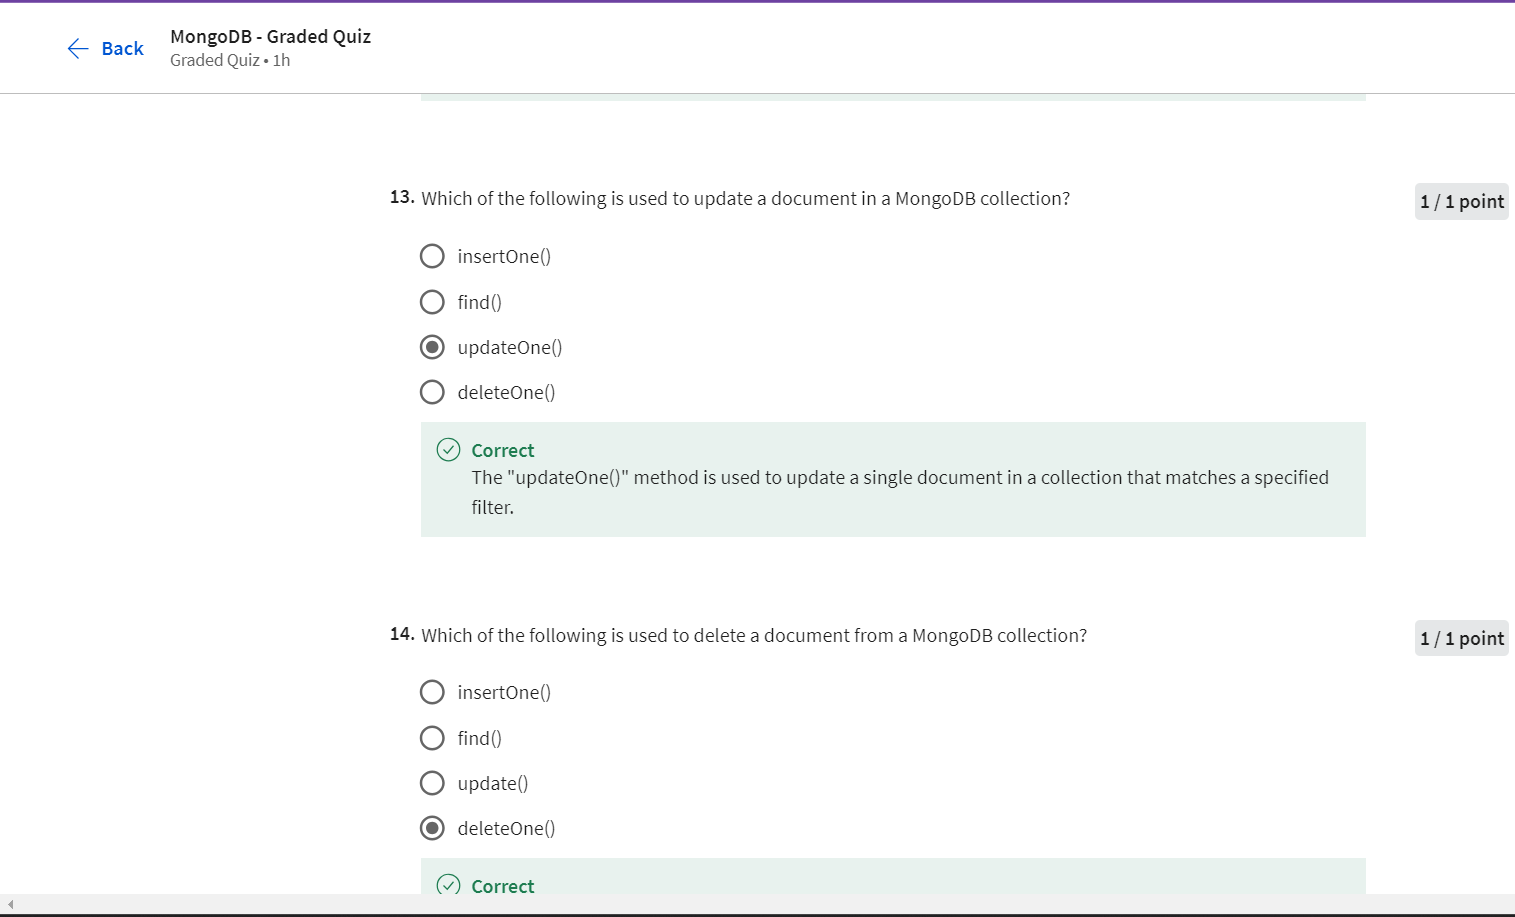 Back
MongoDB - Graded Quiz
Graded Quiz • 1h
13. Which of the following is used to update a document in a MongoDB collection?
1 / 1 point
insertOne()
find()
updateOne()
deleteOne()
Correct
The "updateOne()" method is used to update a single document in a collection that matches a specified
filter.
14. Which of the following is used to delete a document from a MongoDB collection?
1 / 1 point
insertOne()
find()
update()
deleteOne()
Correct